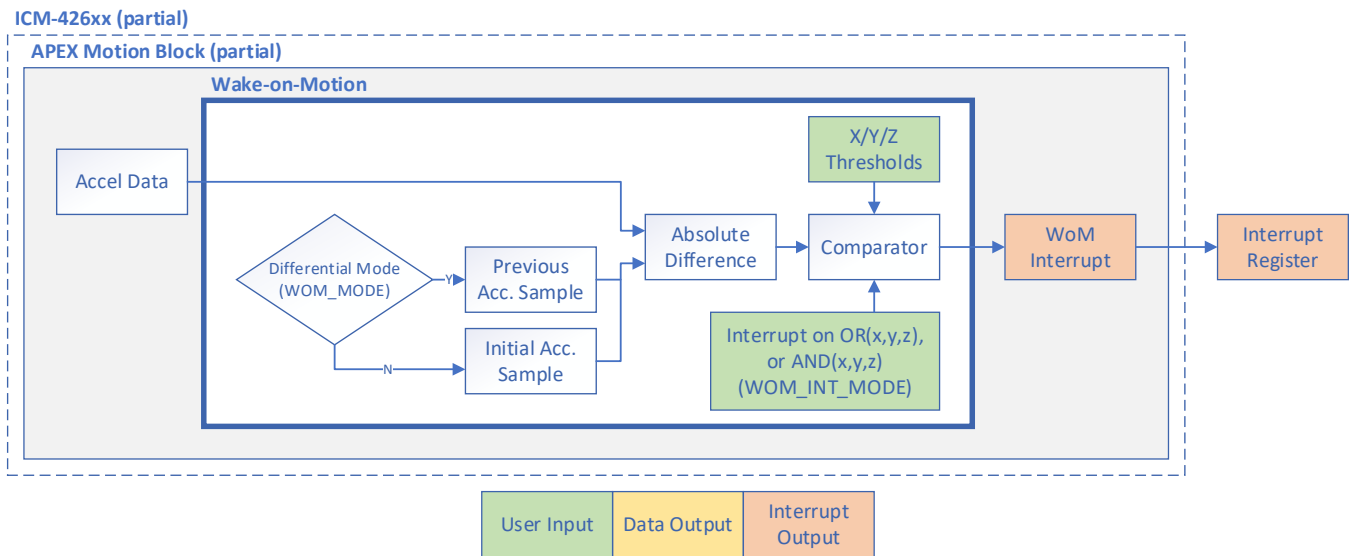 ICM-426xx (partial)
APEX Motion Block (partial)
Wake-on-Motion
X/Y/Z
Thresholds
Accel Data
Absolute
Difference
Comparator
WoM
Interrupt
Interrupt
Register
Differential Mode
(WOM_MODE)
Y
Previous
Acc. Sample
N
Initial Acc.
Sample
Interrupt on OR(x,y,z),
or AND(x,y,z)
(WOM_INT_MODE)
User Input
Data Output
Interrupt
Output